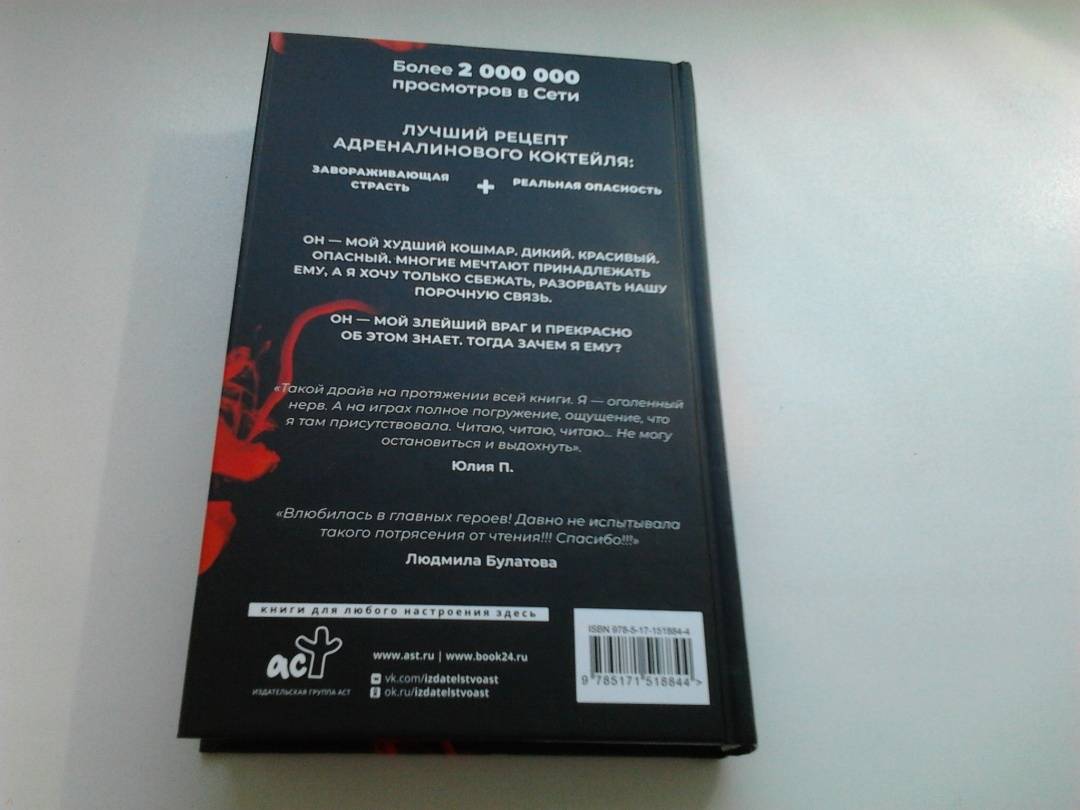 Более 2 000 000
просмотров в Сети
ЛУЧШИЙ РЕЦЕПТ
АДРЕНАЛИНОВОГО КОКТЕЙЛЯ:
ЗАВОРАЖИВАЮЩАЯ
СТРАСТЬ
+
РЕАЛЬНАЯ ОПАСНОСТЬ
ОН — МОЙ ХУДШИЙ КОШМАР. ДИКИЙ. КРАСИВЫЙ.
ОПАСНЫЙ. МНОГИЕ МЕЧТАЮТ ПРИНАДЛЕЖАТЬ
ЕМУ, А Я ХОЧУ ТОЛЬКО СБЕЖАТЬ, РАЗОРВАТЬ НАШУ
ПОРОЧНУЮ СВЯЗЬ.
ОН — МОЙ ЗЛЕЙШИЙ ВРАГ И ПРЕКРАСНО
ОБ ЭТОМ ЗНАЕТ. ТОГДА ЗАЧЕМ Я ЕМУ?
«Такой драйв на протяжении всей книги. Я — оголенный
нерв. А на играх полное погружение, ощущение, что
я там присутствовала. Читаю, читаю, читаю... Не могу
остановиться и выдохнуть».
Юлия П.
«Влюбилась в главных героев! Давно не испытывала
такого потрясения от чтения!!! Спасибо!!!»
Людмила Булатова
книги для любого настроения здесь
аст
ИЗДАТЕЛЬСКАЯ ГРУППА АСТ
www.ast.ru | www.book24.ru
vk.com/izdatelstvoast
ok.ru/izdatelstvoast
ISBN 978-5-17-151884-4
9 785171 518844 >